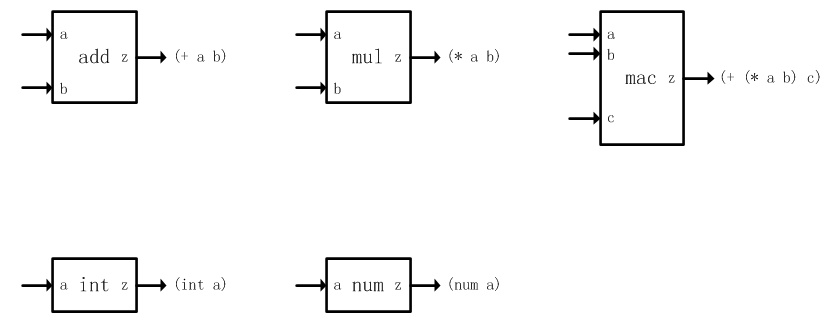 a
add z (+ a b)
b
a
mul z (* a b)
b
a
b
mac z (+ (* a b) c)
c
a int z (int a)
a num z (num a)